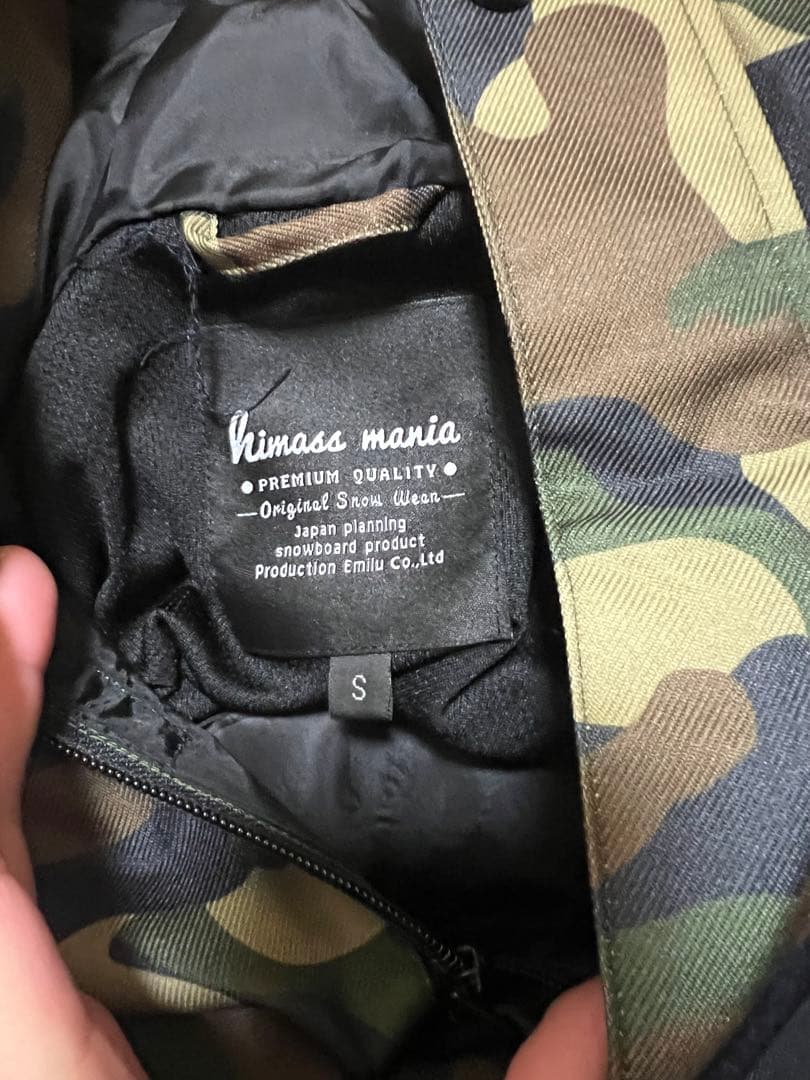 himass mania
PREMIUM QUALITY
Original Snow Wear
Japan planning
snowboard product
Production Emilu Co.,Ltd
S